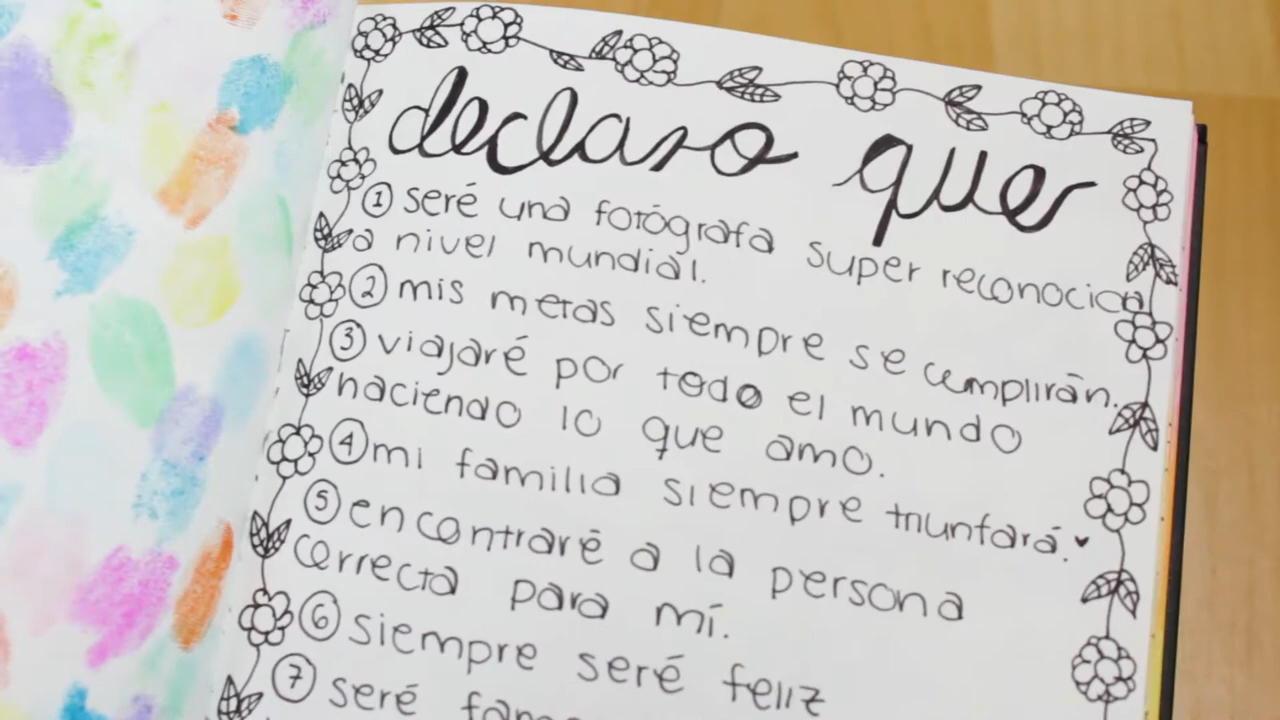 declaro que
① seré una fotógrafa super reconocida
a nivel mundial.
② mis metas siempre se cumplirán.
③ viajaré por todo el mundo
haciendo lo que amo.
④ mi familia siempre triunfará.♥
⑤ encontraré a la persona
correcta para mí.
⑥ siempre seré feliz
⑦ seré